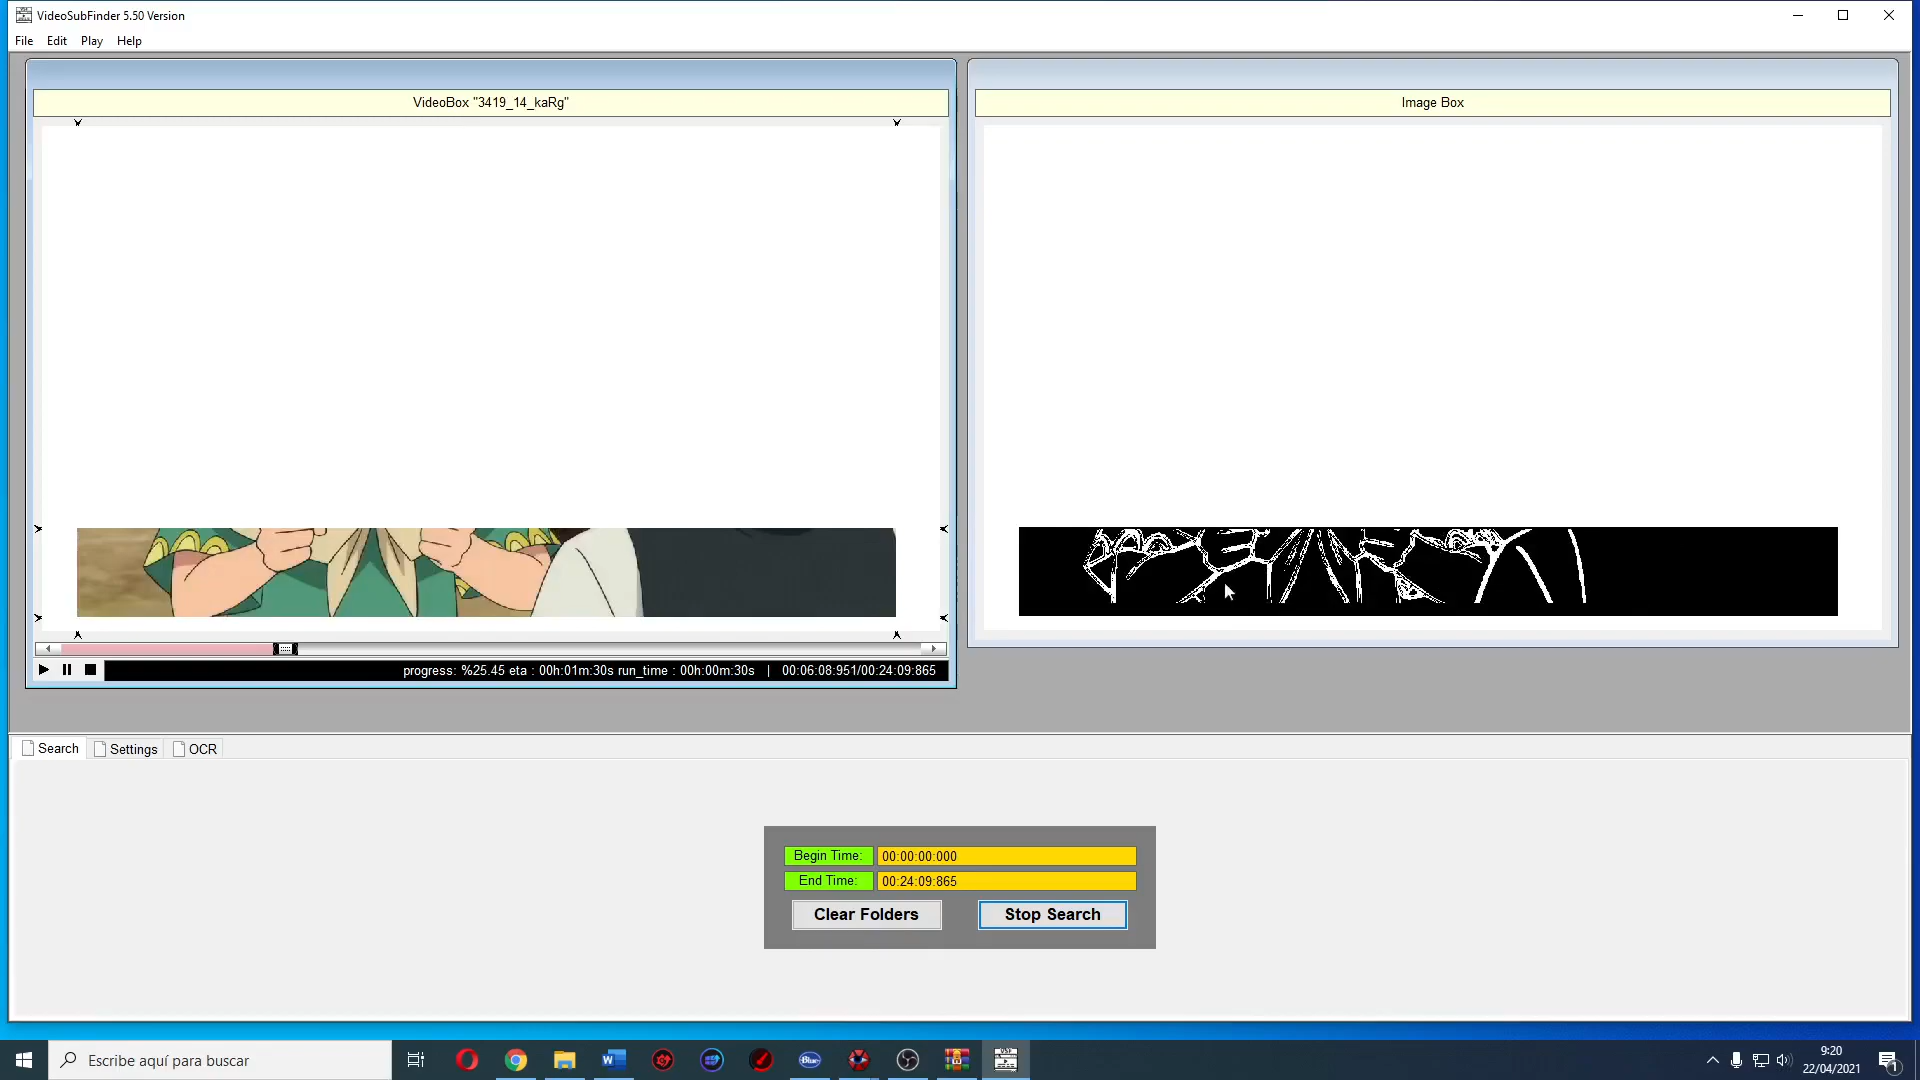 VideoSubFinder 5.50 Version
File Edit Play Help
VideoBox "3419_14_kaRg"
Image Box
progress: %25.45 eta : 00h:01m:30s run_time : 00h:00m:30s | 00:06:08:951/00:24:09:865
Search Settings OCR
Begin Time: 00:00:00:000
End Time: 00:24:09:865
Clear Folders Stop Search
Escribe aquí para buscar
9:20
22/04/2021
1